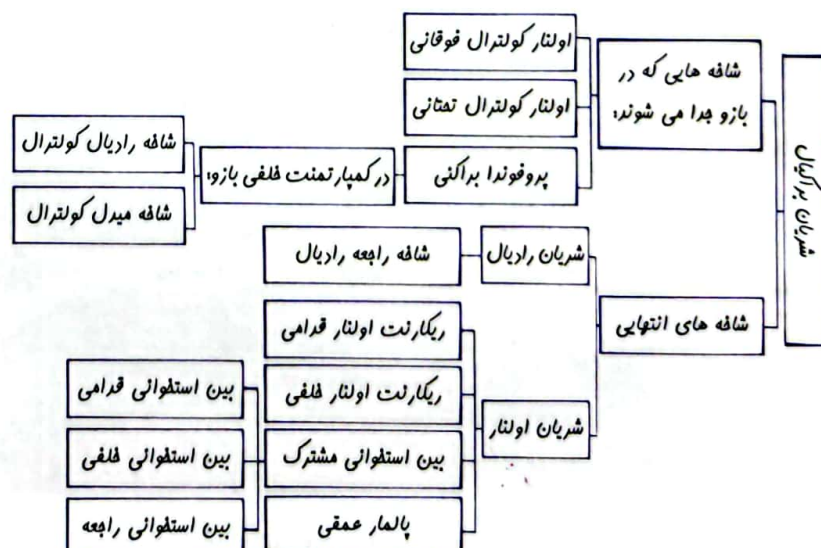 شریان براکیال
شاخه هایی که در
بازو جدا می شوند:
اولنار کولترال فوقانی
اولنار کولترال تحتانی
پروفوندا براکئی
در کمپارتمنت خلفی بازو:
شاخه رادیال کولترال
شاخه میدل کولترال
شاخه های انتهایی
شریان رادیال
شاخه راجعه رادیال
شریان اولنار
ریکارنت اولنار قدامی
ریکارنت اولنار خلفی
بین استخوانی مشترک
بین استخوانی قدامی
بین استخوانی خلفی
بین استخوانی راجعه
پالمار عمقی